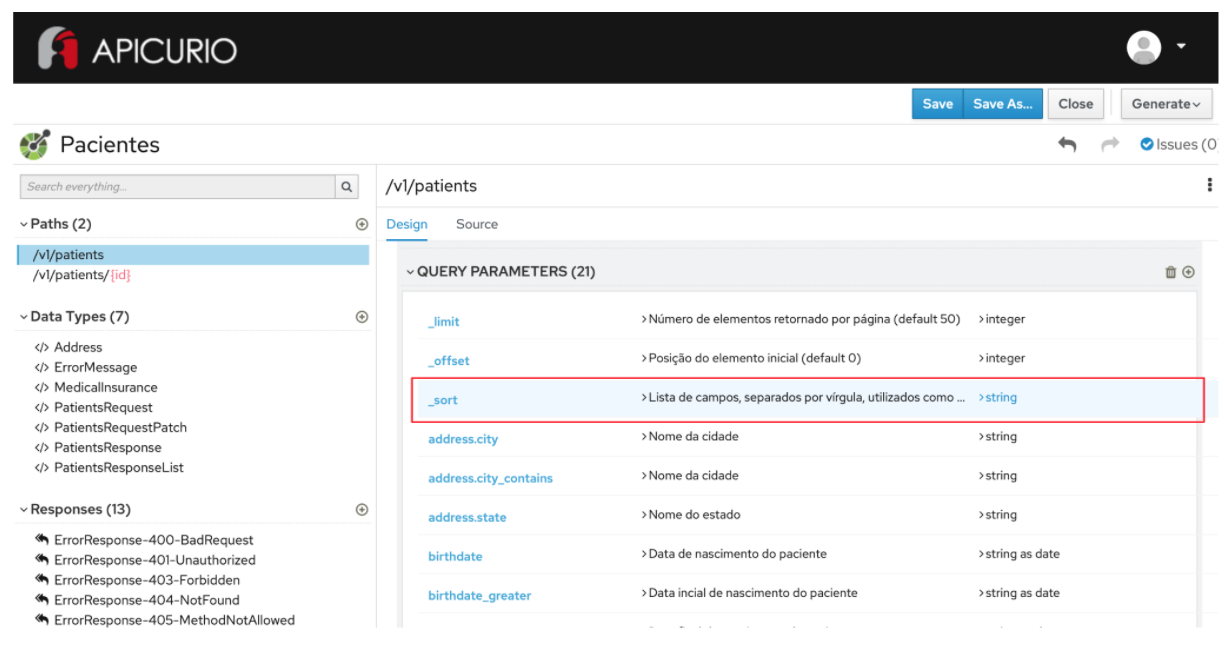 APICURIO
Save Save As... Close Generate
Pacientes
Issues (0
Search everything...
/v1/patients
Paths (2)
Design Source
/v1/patients
/v1/patients/{id}
QUERY PARAMETERS (21)
Data Types (7)
_limit Número de elementos retornado por página (default 50) integer
Address
_offset Posição do elemento inicial (default 0) integer
ErrorMessage
MedicalInsurance
_sort Lista de campos, separados por vírgula, utilizados como ... string
PatientsRequest
PatientsRequestPatch
address.city Nome da cidade string
PatientsResponse
PatientsResponseList
address.city_contains Nome da cidade string
Responses (13)
address.state Nome do estado string
ErrorResponse-400-BadRequest
ErrorResponse-401-Unauthorized
birthdate Data de nascimento do paciente string as date
ErrorResponse-403-Forbidden
ErrorResponse-404-NotFound
birthdate_greater Data incial de nascimento do paciente string as date
ErrorResponse-405-MethodNotAllowed